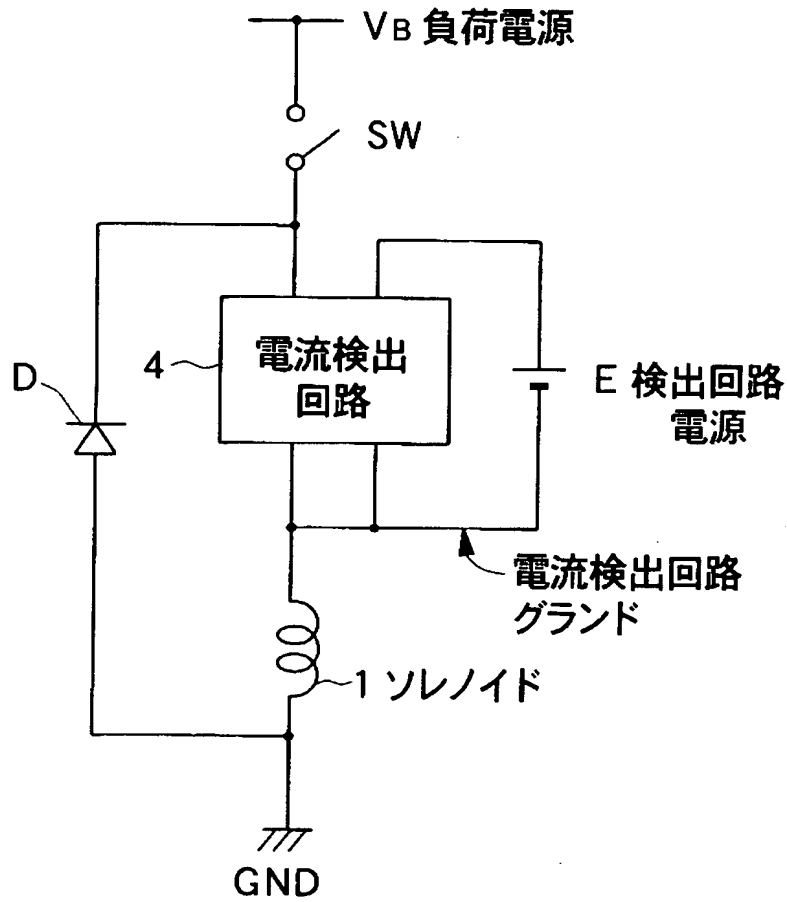 VB 負荷電源
SW
4
電流検出
回路
D
E 検出回路
電源
電流検出回路
グランド
1 ソレノイド
GND